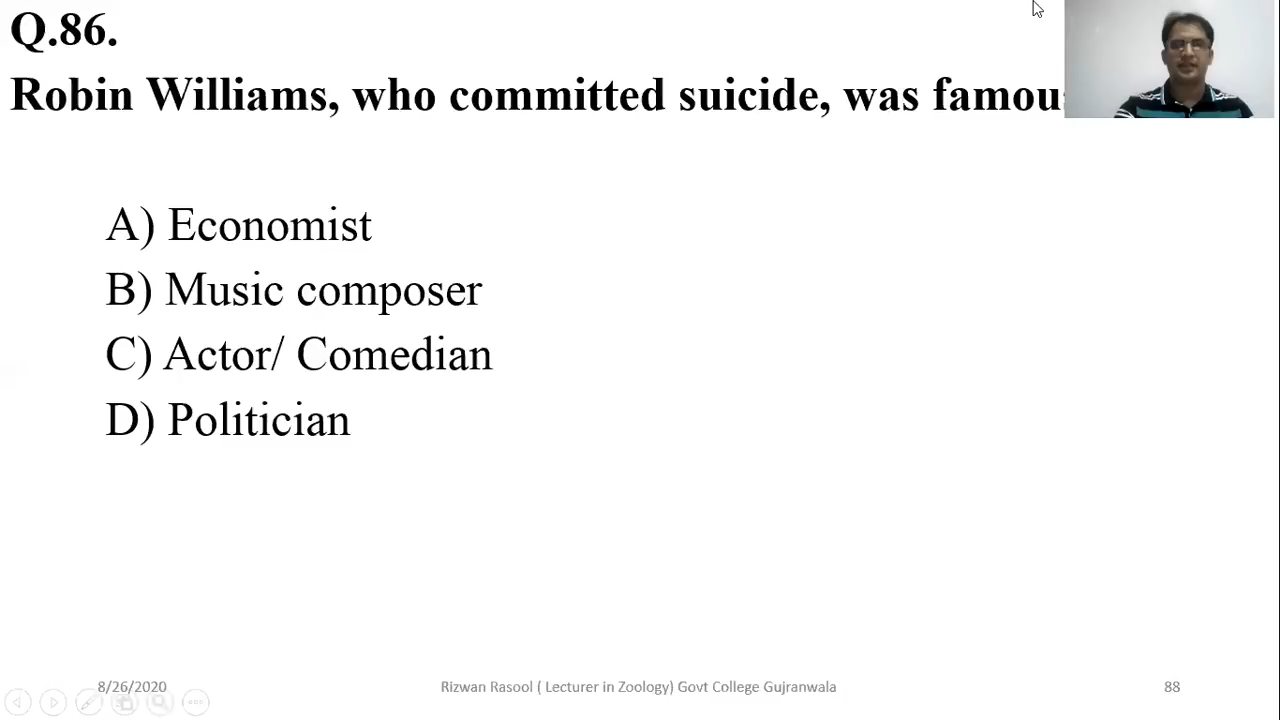 Q.86.
Robin Williams, who committed suicide, was
A) Economist
B) Music composer
C) Actor/ Comedian
D) Politician
8/26/2020 Rizwan Rasool ( Lecturer in Zoology) Govt College Gujranwala 88